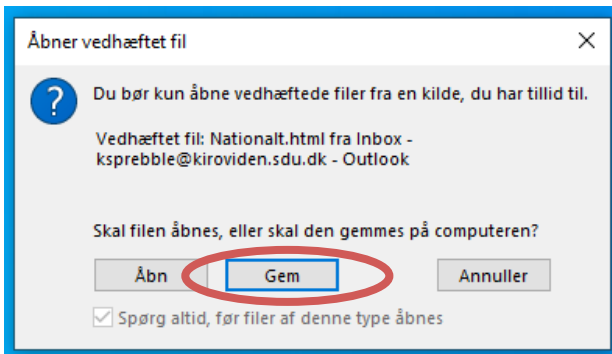 Åbner vedhæftet fil
Du bør kun åbne vedhæftede filer fra en kilde, du har tillid til.
Vedhæftet fil: Nationalt.html fra Inbox -
ksprebble@kiroviden.sdu.dk - Outlook
Skal filen åbnes, eller skal den gemmes på computeren?
Åbn Gem Annuller
Spørg altid, før filer af denne type åbnes